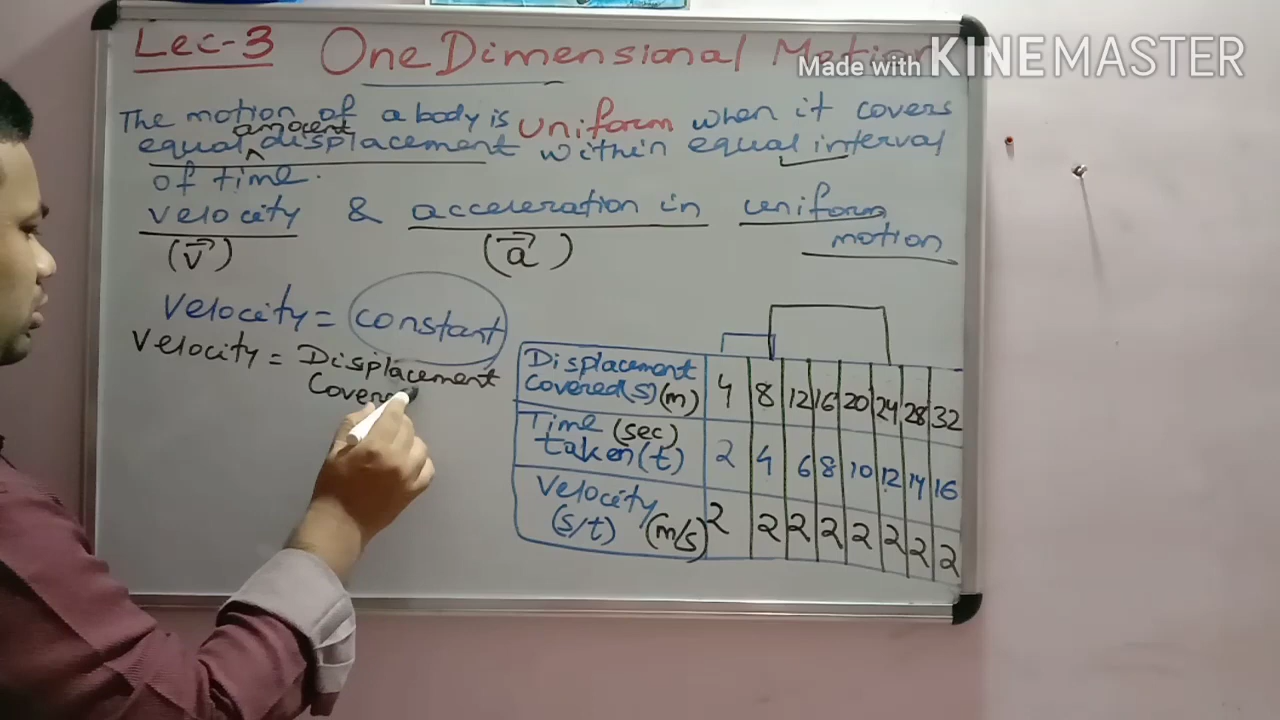 Lec-3 One Dimensional Motion
Made with KINEMASTER
The motion of a body is uniform when it covers
amount
equal displacement within equal interval
of time.
velocity & acceleration in uniform
motion
(v) (a)
Velocity = constant
Velocity = Displacement
Covere
Displacement covered(s)(m) 4 8 12 16 20 24 28 32
Time (sec) taken(t) 2 4 6 8 10 12 14 16
Velocity (s/t) (m/s) 2 2 2 2 2 2 2 2